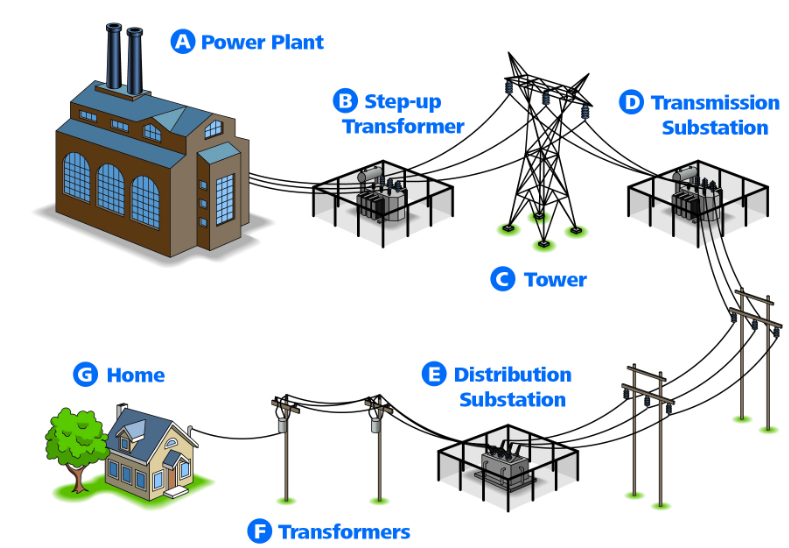 A Power Plant
B Step-up
Transformer
D Transmission
Substation
C Tower
G Home
E Distribution
Substation
F Transformers